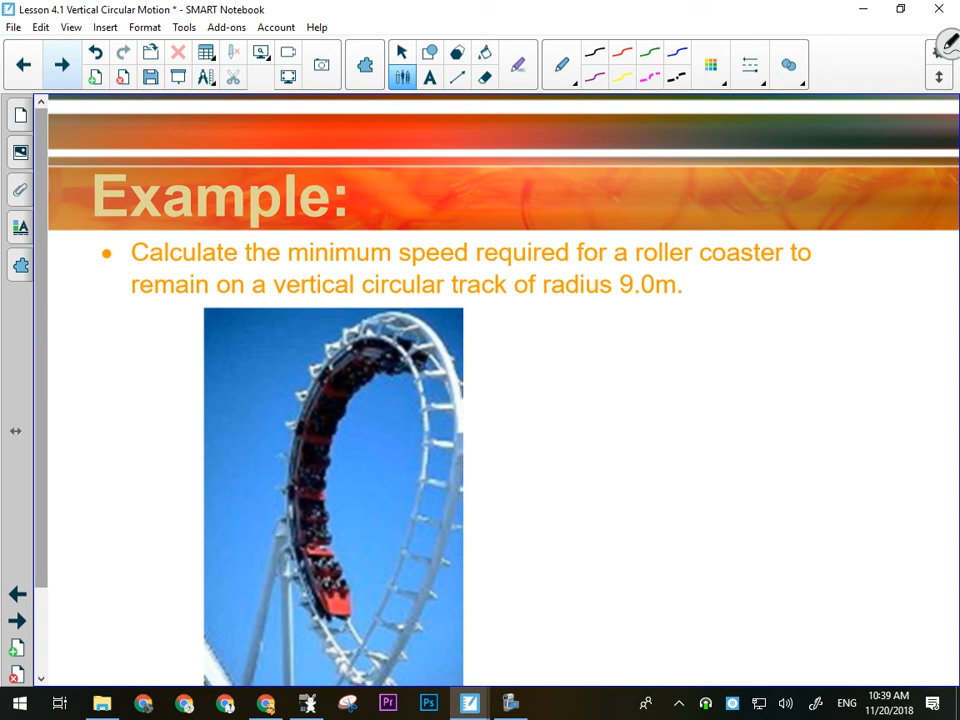 Lesson 4.1 Vertical Circular Motion * - SMART Notebook
File Edit View Insert Format Tools Add-ons Help
Example:
• Calculate the minimum speed required for a roller coaster to
remain on a vertical circular track of radius 9.0m.
Pr Ps ENG 10:39 AM
11/20/2018